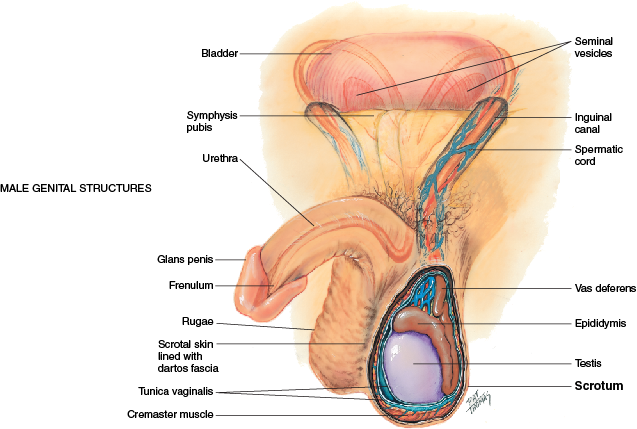 Bladder
Seminal
vesicles
Symphysis
pubis
Inguinal
canal
Urethra
Spermatic
cord
MALE GENITAL STRUCTURES
Glans penis
Frenulum
Vas deferens
Rugae
Epididymis
Scrotal skin
lined with
dartos fascia
Testis
Tunica vaginalis
Scrotum
Cremaster muscle